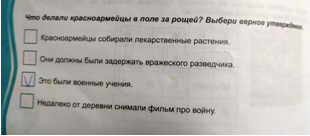 Что делали красноармейцы в поле за рощей? Выбери верное утверждение.
Красноармейцы собирали лекарственные растения.
Они должны были задержать вражеского разведчика.
Это были военные учения.
Недалеко от деревни снимали фильм про войну.